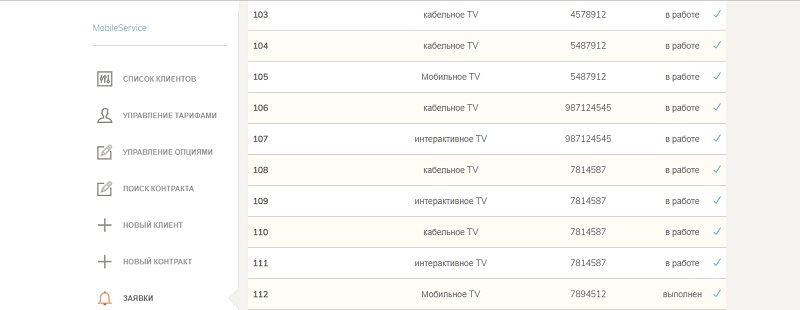 MobileService
СПИСОК КЛИЕНТОВ
УПРАВЛЕНИЕ ТАРИФАМИ
УПРАВЛЕНИЕ ОПЦИЯМИ
ПОИСК КОНТРАКТА
НОВЫЙ КЛИЕНТ
НОВЫЙ КОНТРАКТ
ЗАЯВКИ
103 кабельное TV 4578912 в работе
104 кабельное TV 5487912 в работе
105 Мобильное TV 5487912 в работе
106 кабельное TV 987124545 в работе
107 интерактивное TV 987124545 в работе
108 кабельное TV 7814587 в работе
109 интерактивное TV 7814587 в работе
110 кабельное TV 7814587 в работе
111 интерактивное TV 7814587 в работе
112 Мобильное TV 7894512 выполнен